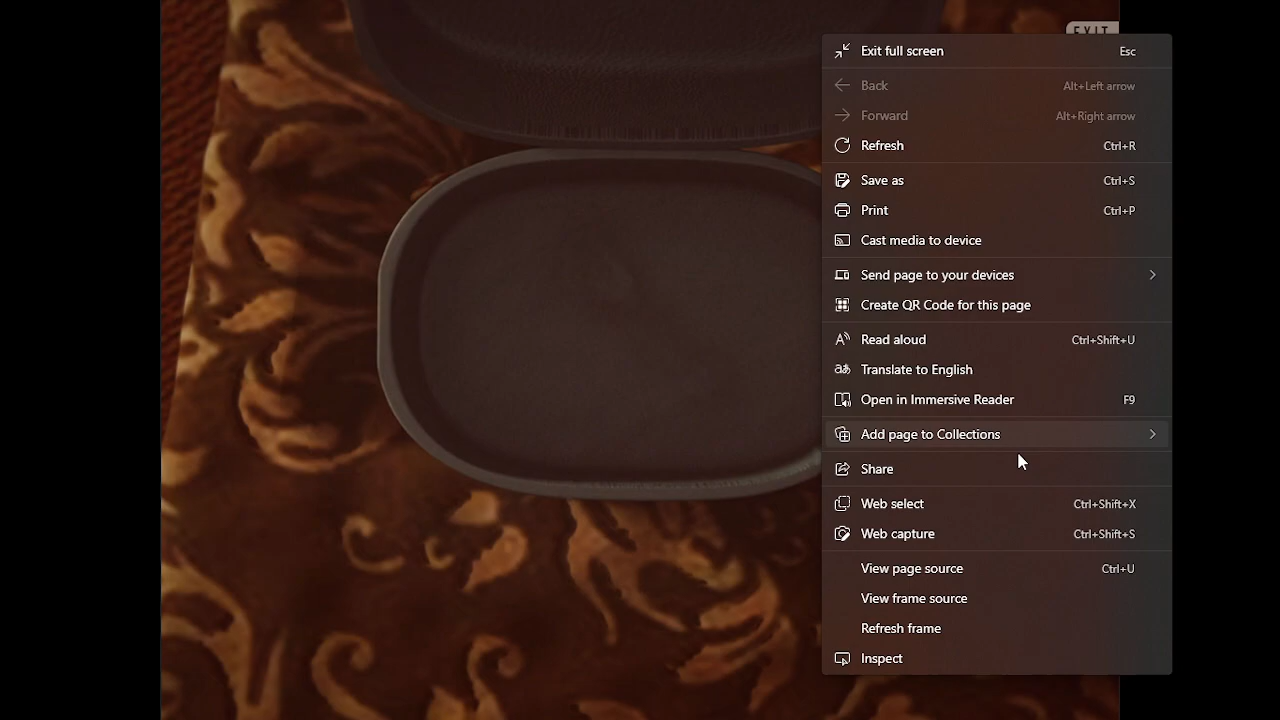 EXIT
Exit full screen Esc
Back Alt+Left arrow
Forward Alt+Right arrow
Refresh Ctrl+R
Save as Ctrl+S
Print Ctrl+P
Cast media to device
Send page to your devices
Create QR Code for this page
Read aloud Ctrl+Shift+U
Translate to English
Open in Immersive Reader F9
Add page to Collections
Share
Web select Ctrl+Shift+X
Web capture Ctrl+Shift+S
View page source Ctrl+U
View frame source
Refresh frame
Inspect